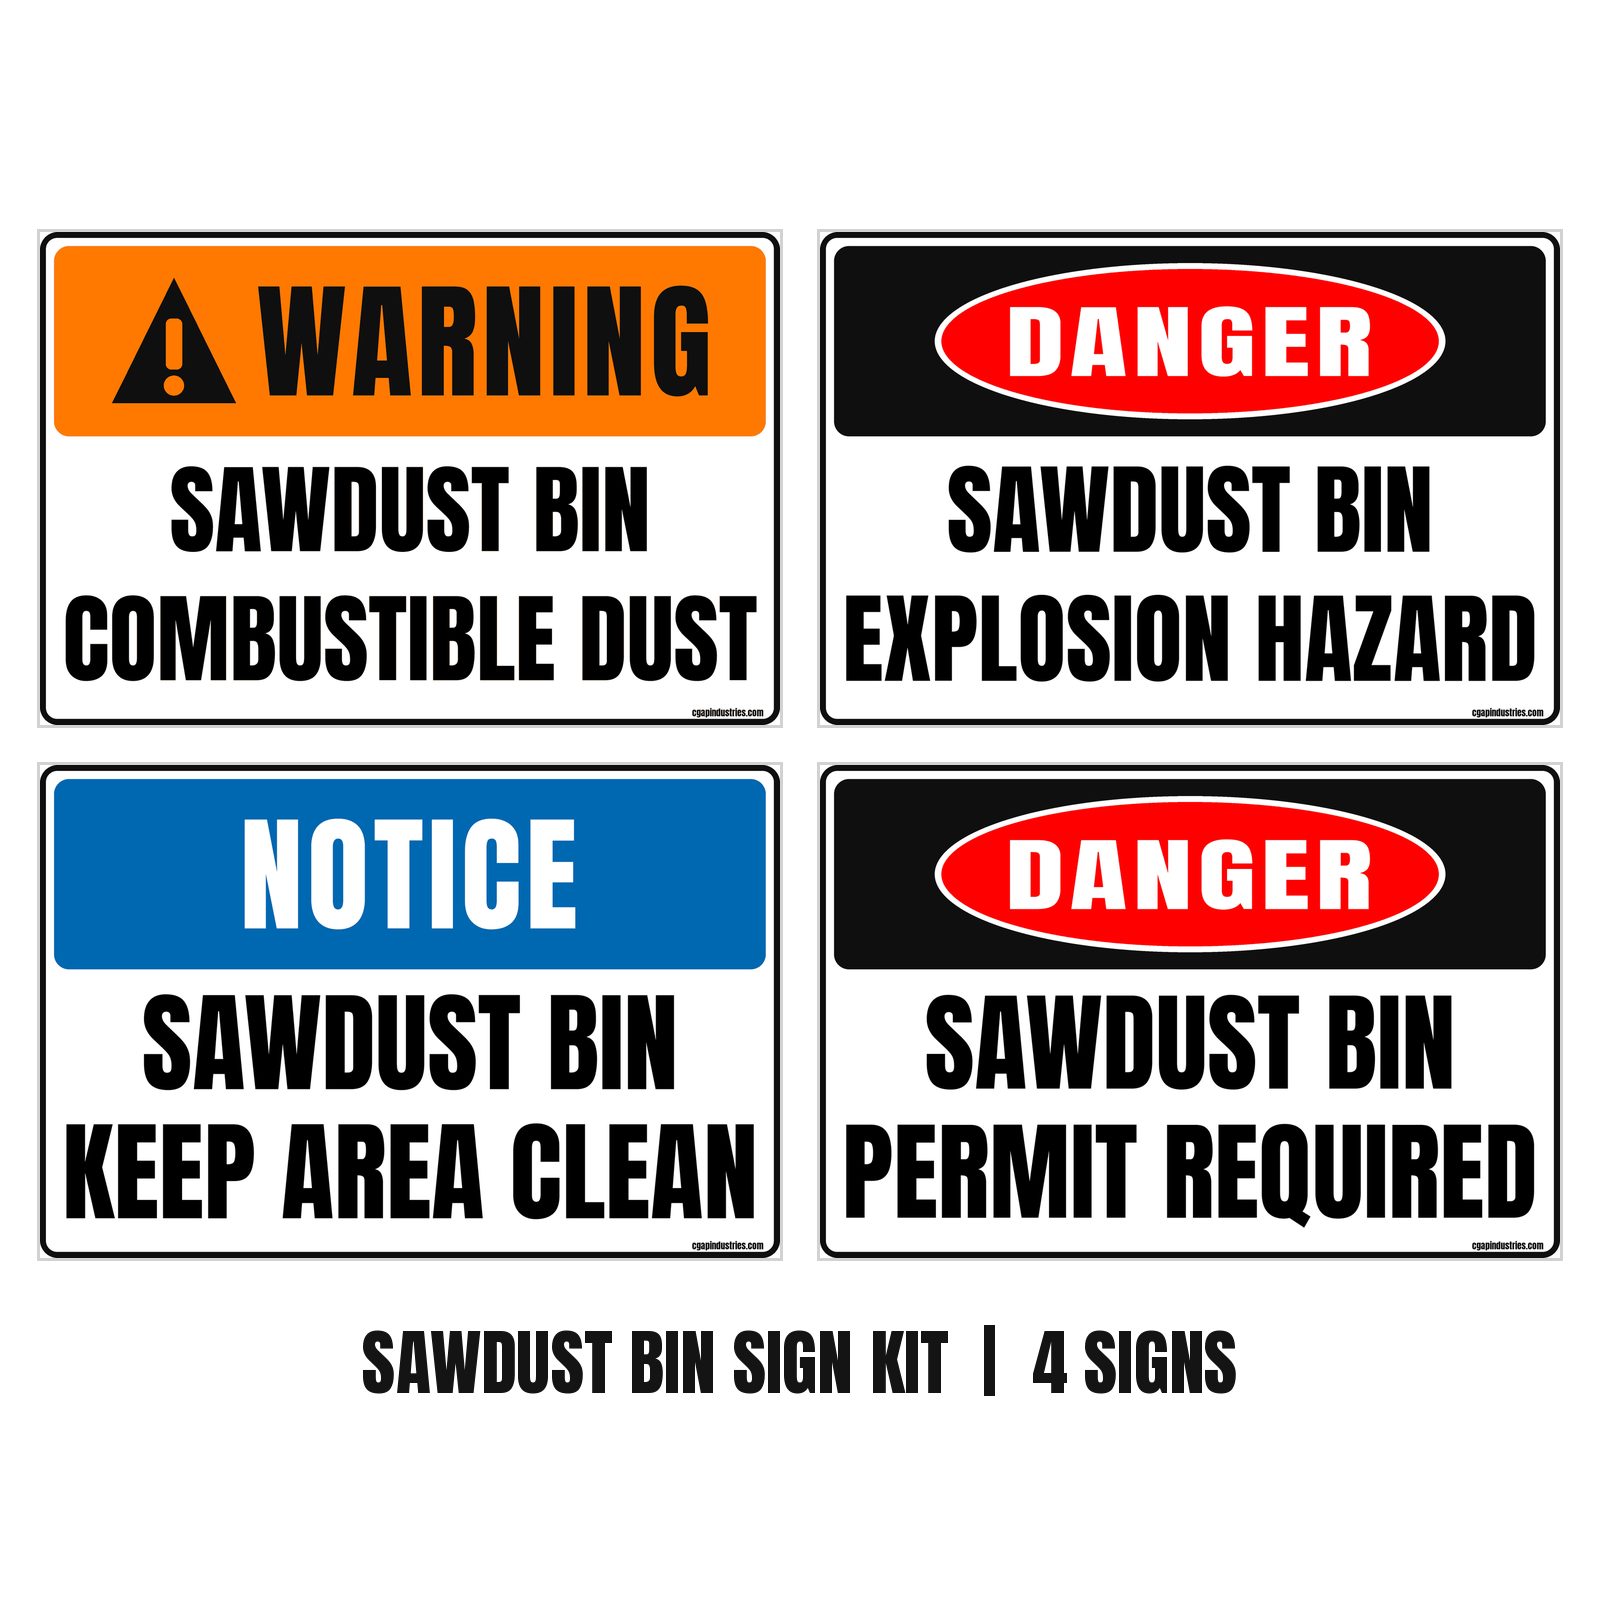 WARNING
SAWDUST BIN
COMBUSTIBLE DUST
cgapindustries.com
DANGER
SAWDUST BIN
EXPLOSION HAZARD
cgapindustries.com
NOTICE
SAWDUST BIN
KEEP AREA CLEAN
cgapindustries.com
DANGER
SAWDUST BIN
PERMIT REQUIRED
cgapindustries.com
SAWDUST BIN SIGN KIT | 4 SIGNS